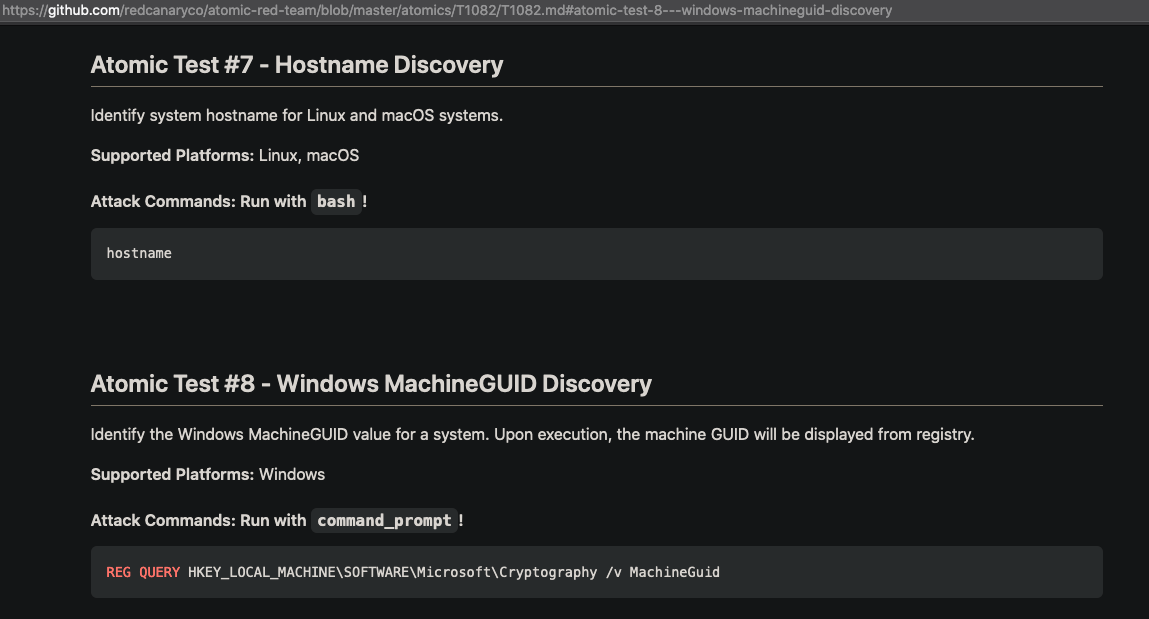 https://github.com/redcanaryco/atomic-red-team/blob/master/atomics/T1082/T1082.md#atomic-test-8---windows-machineguid-discovery
Atomic Test #7 - Hostname Discovery
Identify system hostname for Linux and macOS systems.
Supported Platforms: Linux, macOS
Attack Commands: Run with bash!
hostname
Atomic Test #8 - Windows MachineGUID Discovery
Identify the Windows MachineGUID value for a system. Upon execution, the machine GUID will be displayed from registry.
Supported Platforms: Windows
Attack Commands: Run with command_prompt!
REG QUERY HKEY_LOCAL_MACHINE\SOFTWARE\Microsoft\Cryptography /v MachineGuid